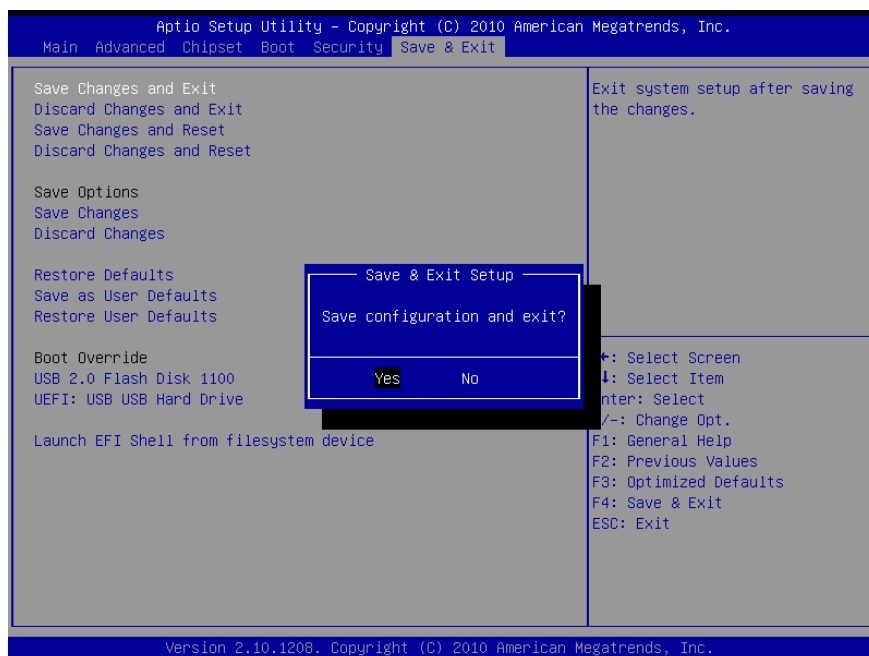 Aptio Setup Utility – Copyright (C) 2010 American Megatrends, Inc.
Main Advanced Chipset Boot Security Save & Exit
Save Changes and Exit
Discard Changes and Exit
Save Changes and Reset
Discard Changes and Reset
Save Options
Save Changes
Discard Changes
Restore Defaults
Save as User Defaults
Restore User Defaults
Boot Override
USB 2.0 Flash Disk 1100
UEFI: USB USB Hard Drive
Launch EFI Shell from filesystem device
Save & Exit Setup
Save configuration and exit?
Yes No
Exit system setup after saving
the changes.
←: Select Screen
↓: Select Item
nter: Select
/-: Change Opt.
F1: General Help
F2: Previous Values
F3: Optimized Defaults
F4: Save & Exit
ESC: Exit
Version 2.10.1208. Copyright (C) 2010 American Megatrends, Inc.